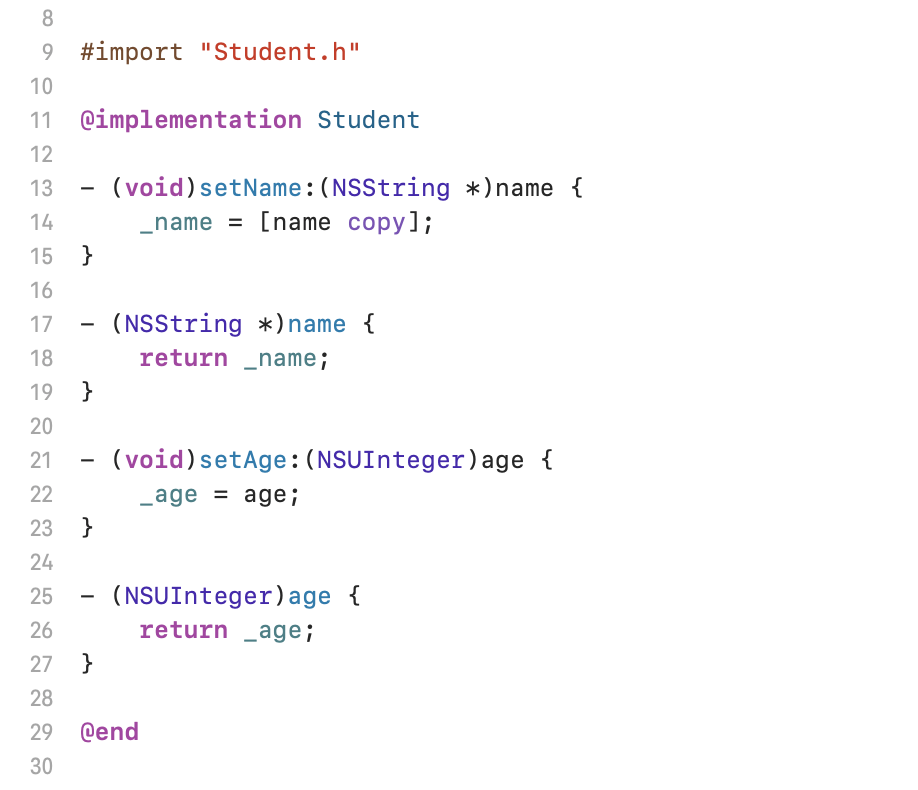 8
9 #import "Student.h"
10
11 @implementation Student
12
13 - (void)setName:(NSString *)name {
14     _name = [name copy];
15 }
16
17 - (NSString *)name {
18     return _name;
19 }
20
21 - (void)setAge:(NSUInteger)age {
22     _age = age;
23 }
24
25 - (NSUInteger)age {
26     return _age;
27 }
28
29 @end
30